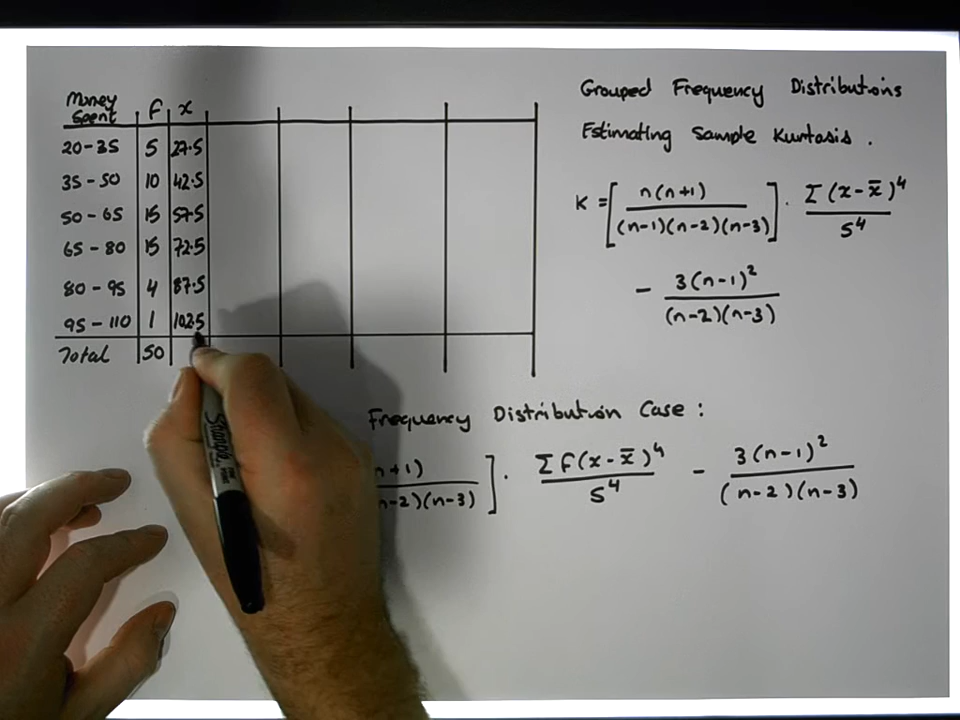 Money Spent | F | x
20-35 | 5 | 27.5
35-50 | 10 | 42.5
50-65 | 15 | 57.5
65-80 | 15 | 72.5
80-95 | 4 | 87.5
95-110 | 1 | 102.5
Total | 50
Grouped Frequency Distributions
Estimating Sample Kurtosis.
K = [n(n+1) / (n-1)(n-2)(n-3)] . Σ(x-x̄)^4 / S^4
- 3(n-1)^2 / (n-2)(n-3)
Frequency Distribution Case:
n+1) / n-2)(n-3)] . ΣF(x-x̄)^4 / S^4 - 3(n-1)^2 / (n-2)(n-3)
Sharpie